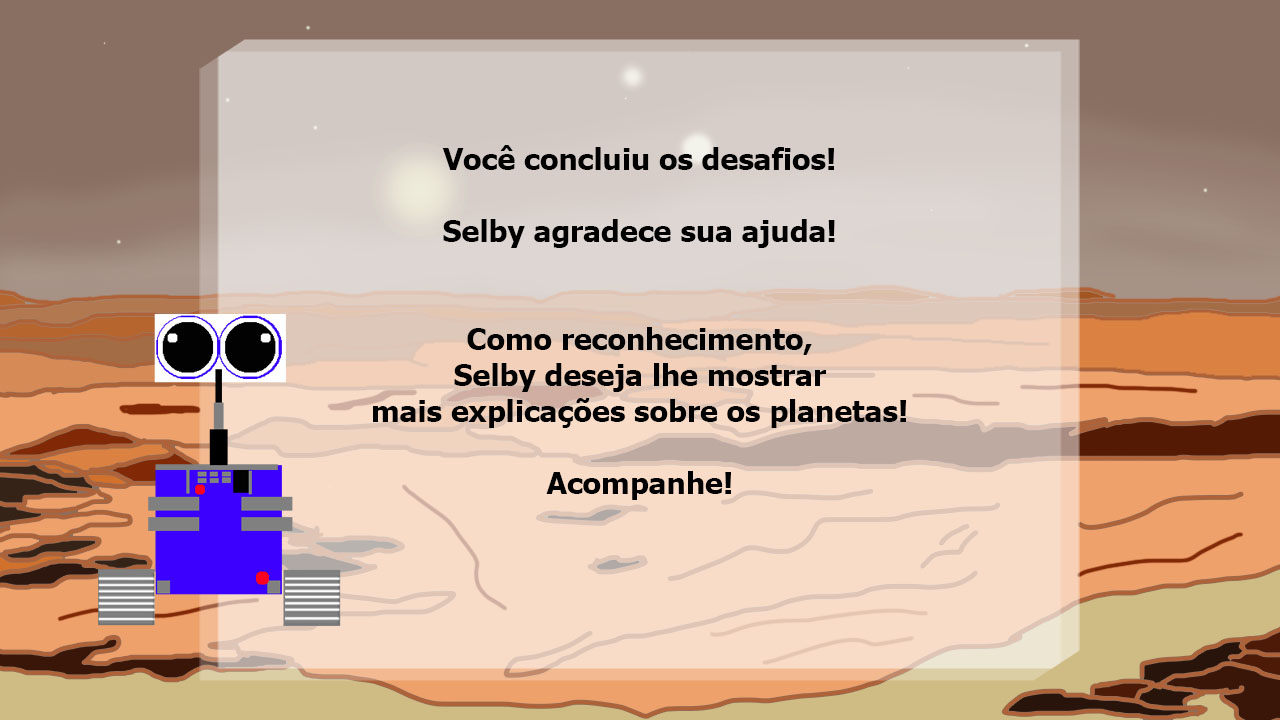 Você concluiu os desafios!
Selby agradece sua ajuda!
Como reconhecimento,
Selby deseja lhe mostrar
mais explicações sobre os planetas!
Acompanhe!